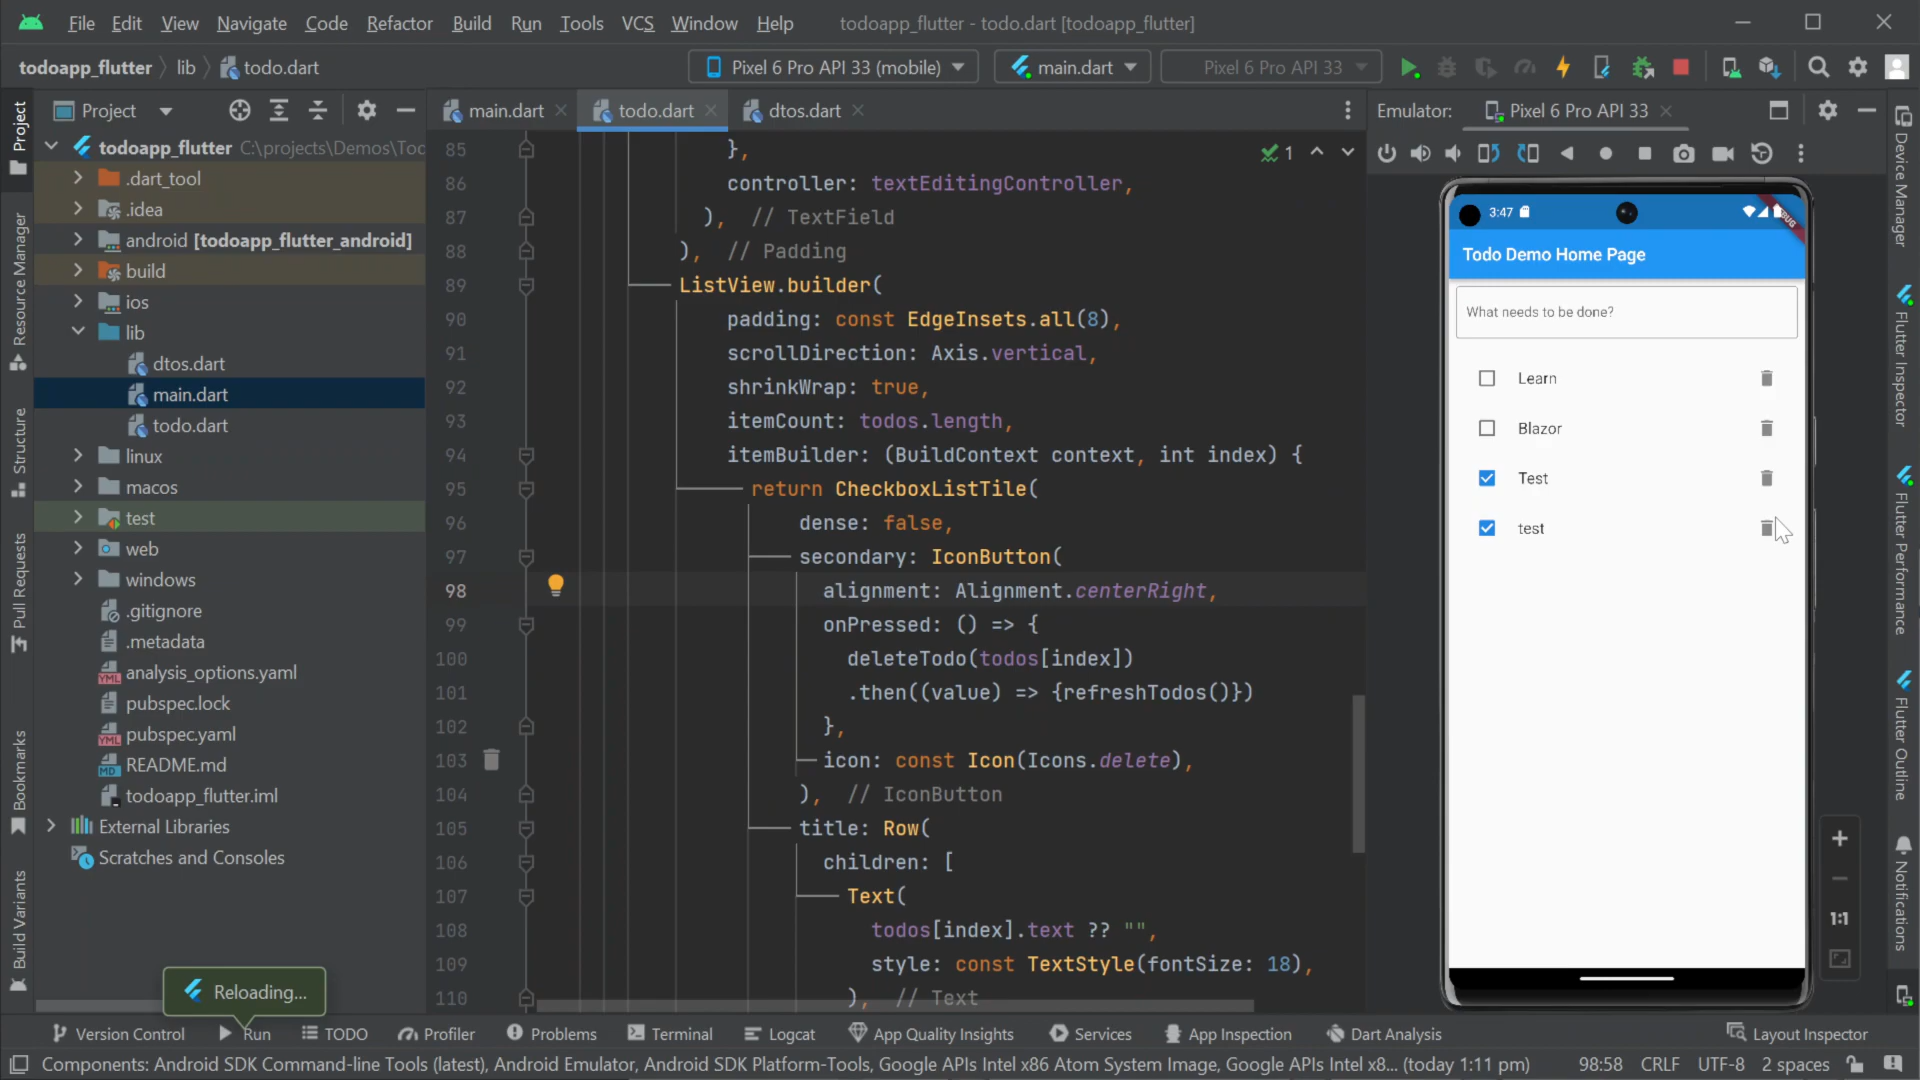 File Edit View Navigate Code Refactor Build Run Tools VCS Window Help todoapp_flutter - todo.dart [todoapp_flutter]
todoapp_flutter lib todo.dart Pixel 6 Pro API 33 (mobile) main.dart Pixel 6 Pro API 33
Project
main.dart todo.dart dtos.dart
Emulator: Pixel 6 Pro API 33
Project
Resource Manager
Structure
Pull Requests
Bookmarks
Build Variants
todoapp_flutter C:\projects\Demos\Toc
.dart_tool
.idea
android [todoapp_flutter_android]
build
ios
lib
dtos.dart
main.dart
todo.dart
linux
macos
test
web
windows
.gitignore
.metadata
analysis_options.yaml
pubspec.lock
pubspec.yaml
README.md
todoapp_flutter.iml
External Libraries
Scratches and Consoles
Reloading...
1
85 },
86 controller: textEditingController,
87 ), // TextField
88 ), // Padding
89 ListView.builder(
90 padding: const EdgeInsets.all(8),
91 scrollDirection: Axis.vertical,
92 shrinkWrap: true,
93 itemCount: todos.length,
94 itemBuilder: (BuildContext context, int index) {
95 return CheckboxListTile(
96 dense: false,
97 secondary: IconButton(
98 alignment: Alignment.centerRight,
99 onPressed: () => {
100 deleteTodo(todos[index])
101 .then((value) => {refreshTodos()})
102 },
103 icon: const Icon(Icons.delete),
104 ), // IconButton
105 title: Row(
106 children: [
107 Text(
108 todos[index].text ?? "",
109 style: const TextStyle(fontSize: 18),
110 ), // Text
3:47
Todo Demo Home Page
What needs to be done?
Learn
Blazor
Test
test
1:1
Device Manager
Flutter Inspector
Flutter Performance
Flutter Outline
Notifications
Version Control Run TODO Profiler Problems Terminal Logcat App Quality Insights Services App Inspection Dart Analysis Layout Inspector
Components: Android SDK Command-line Tools (latest), Android Emulator, Android SDK Platform-Tools, Google APIs Intel x86 Atom System Image, Google APIs Intel x8... (today 1:11 pm) 98:58 CRLF UTF-8 2 spaces